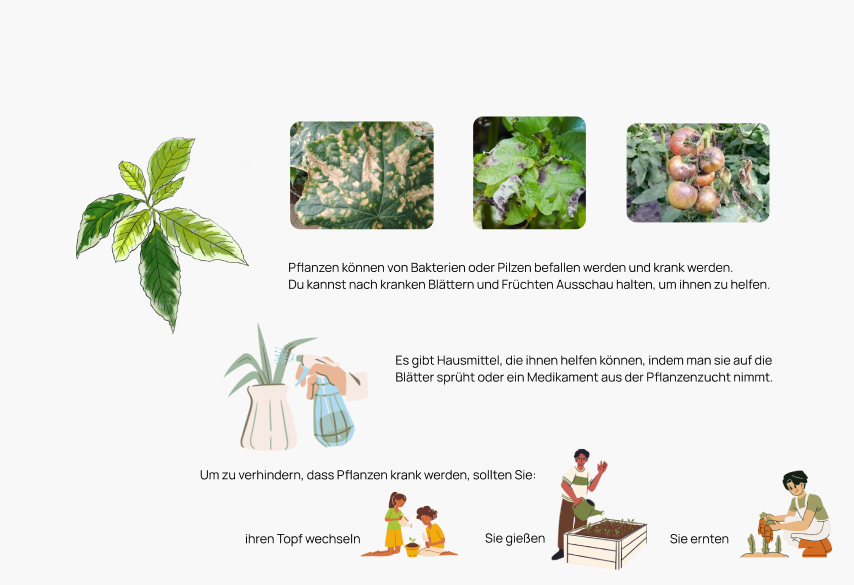 Pflanzen können von Bakterien oder Pilzen befallen werden und krank werden.
Du kannst nach kranken Blättern und Früchten Ausschau halten, um ihnen zu helfen.
Es gibt Hausmittel, die ihnen helfen können, indem man sie auf die
Blätter sprüht oder ein Medikament aus der Pflanzenzucht nimmt.
Um zu verhindern, dass Pflanzen krank werden, sollten Sie:
ihren Topf wechseln
Sie gießen
Sie ernten